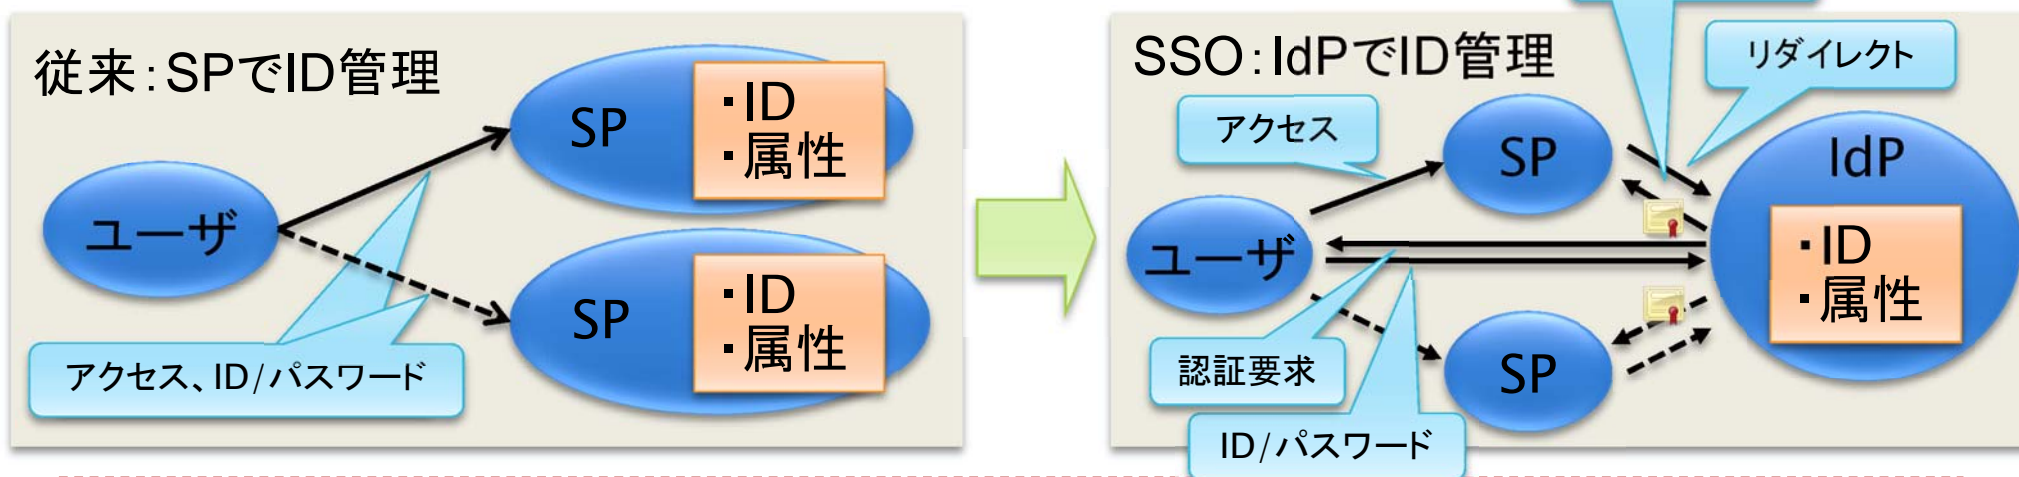 従来：SPでID管理
SP
・ID
・属性
ユーザ
SP
・ID
・属性
アクセス、ID/パスワード
SSO：IdPでID管理
リダイレクト
アクセス
SP
IdP
・ID
・属性
ユーザ
認証要求
SP
ID/パスワード